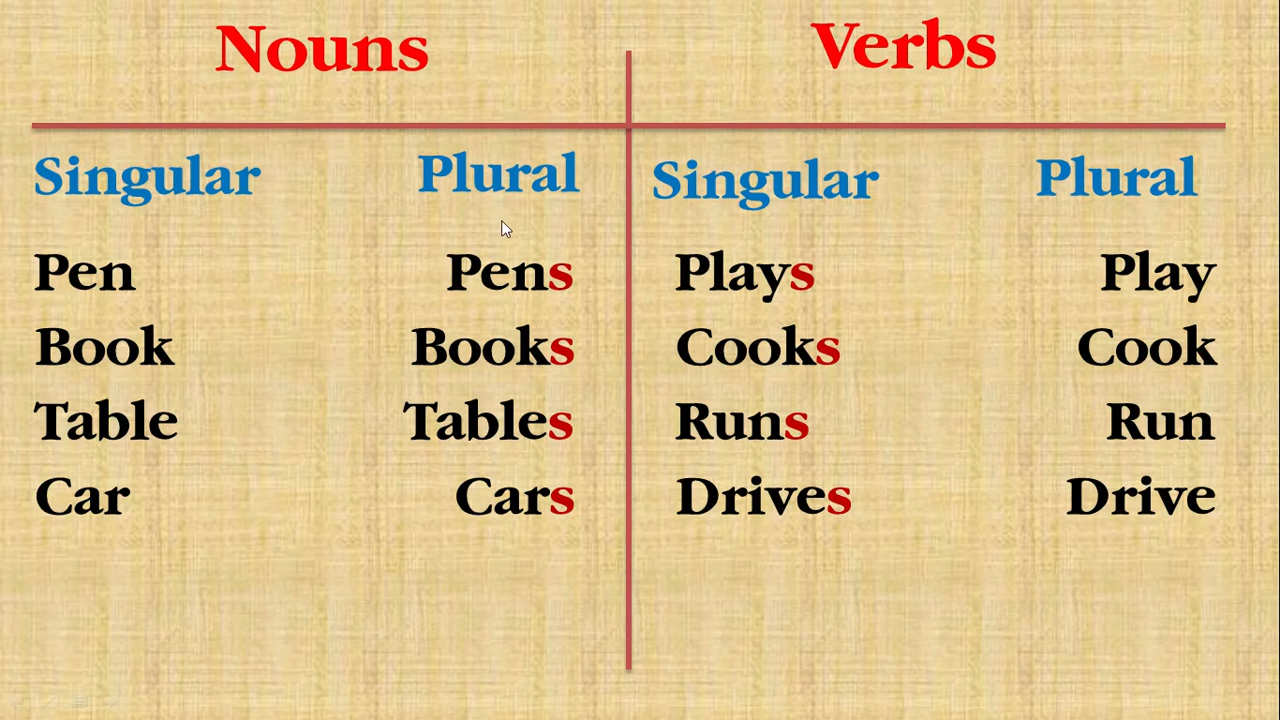 Nouns Verbs
Singular Plural Singular Plural
Pen Pens Plays Play
Book Books Cooks Cook
Table Tables Runs Run
Car Cars Drives Drive